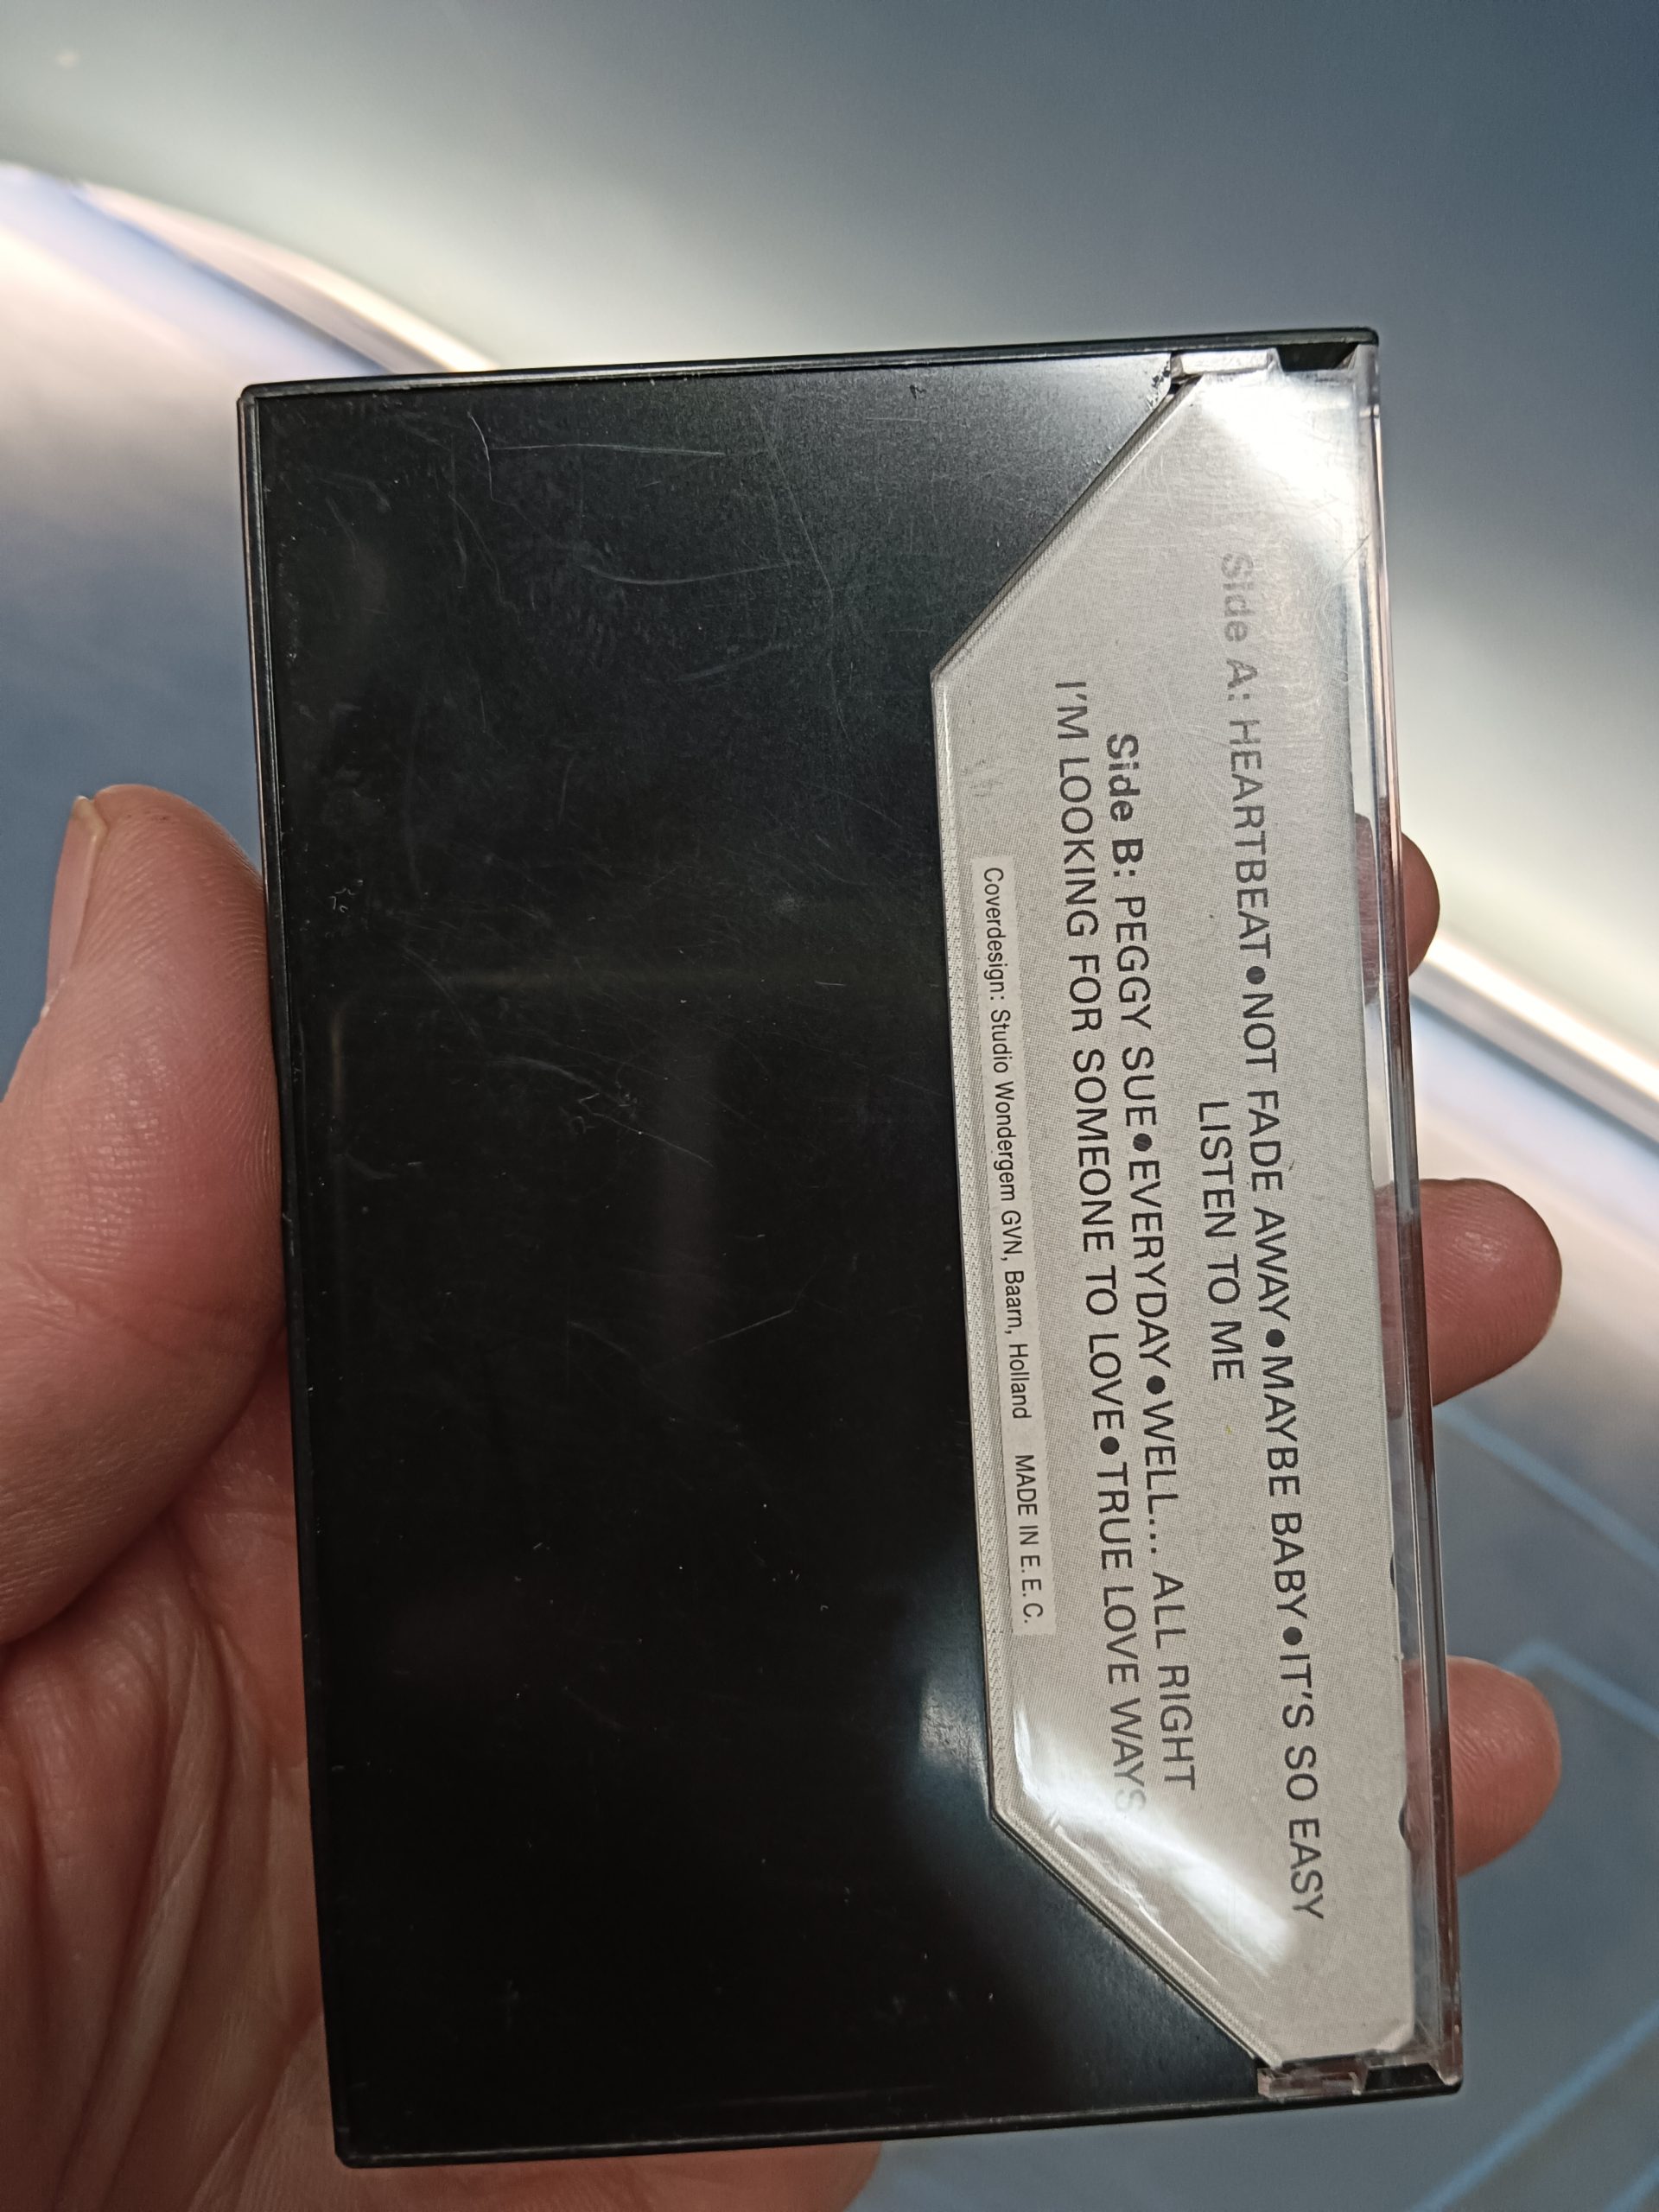 Side A: HEARTBEAT•NOT FADE AWAY•MAYBE BABY•IT'S SO EASY
LISTEN TO ME
Side B: PEGGY SUE•EVERYDAY•WELL... ALL RIGHT
I'M LOOKING FOR SOMEONE TO LOVE•TRUE LOVE WAYS
Coverdesign: Studio Wondergem GVN, Baarn, Holland MADE IN E.E.C.